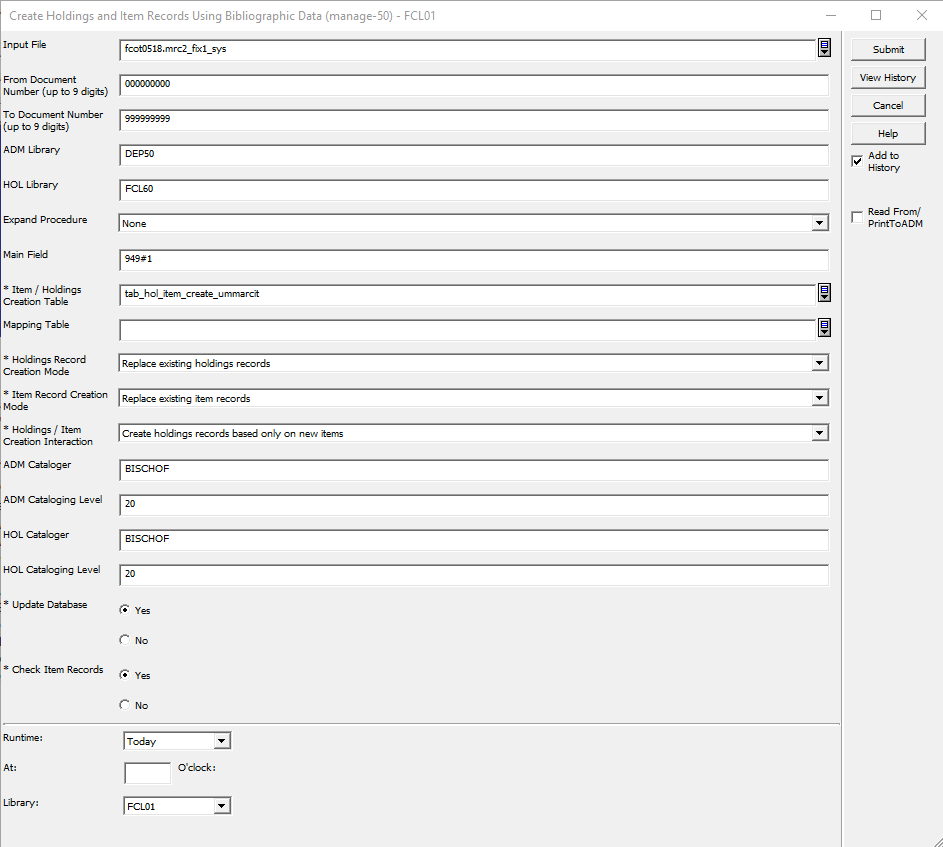 Create Holdings and Item Records Using Bibliographic Data (manage-50) - FCL01
Input File
fcot0518.mrc2_fix1_sys
Submit
From Document
Number (up to 9 digits)
000000000
View History
To Document Number
(up to 9 digits)
999999999
Cancel
Help
ADM Library
DEP50
Add to
History
HOL Library
FCL60
Expand Procedure
None
Read From/
PrintToADM
Main Field
949#1
* Item / Holdings
Creation Table
tab_hol_item_create_ummarcit
Mapping Table
* Holdings Record
Creation Mode
Replace existing holdings records
* Item Record Creation
Mode
Replace existing item records
* Holdings / Item
Creation Interaction
Create holdings records based only on new items
ADM Cataloger
BISCHOF
ADM Cataloging Level
20
HOL Cataloger
BISCHOF
HOL Cataloging Level
20
* Update Database
Yes
No
* Check Item Records
Yes
No
Runtime:
Today
At:
O'clock:
Library:
FCL01